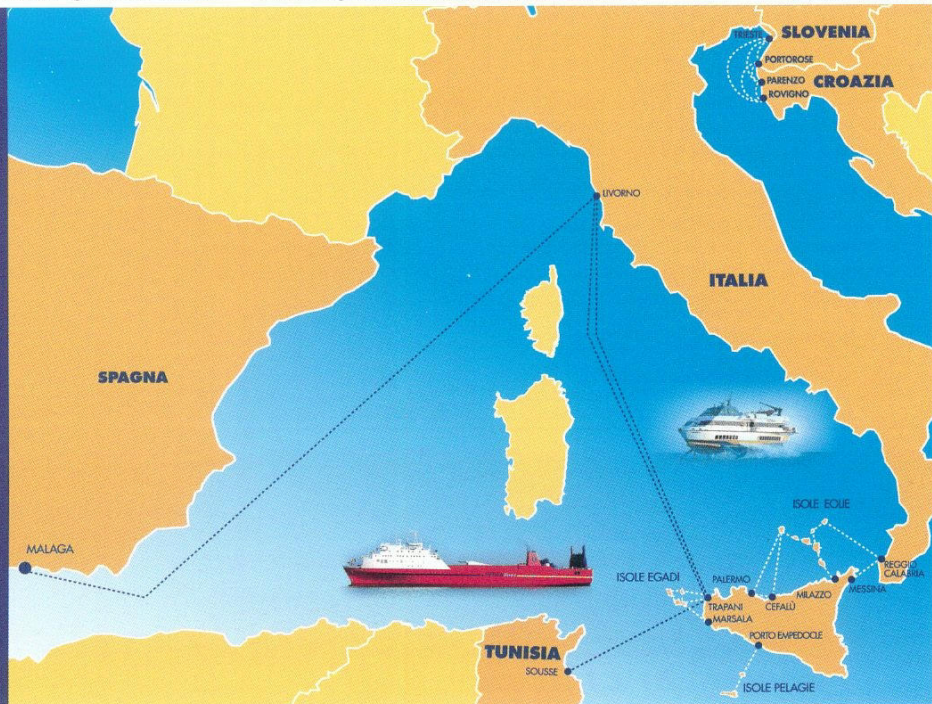 TRIESTE
SLOVENIA
PORTOROSE
PARENZO
CROAZIA
ROVIGNO
LIVORNO
ITALIA
SPAGNA
ISOLE EOLIE
MALAGA
REGGIO
CALABRIA
ISOLE EGADI
PALERMO
MILAZZO
MESSINA
TRAPANI
CEFALÙ
MARSALA
PORTO EMPEDOCLE
TUNISIA
SOUSSE
ISOLE PELAGIE